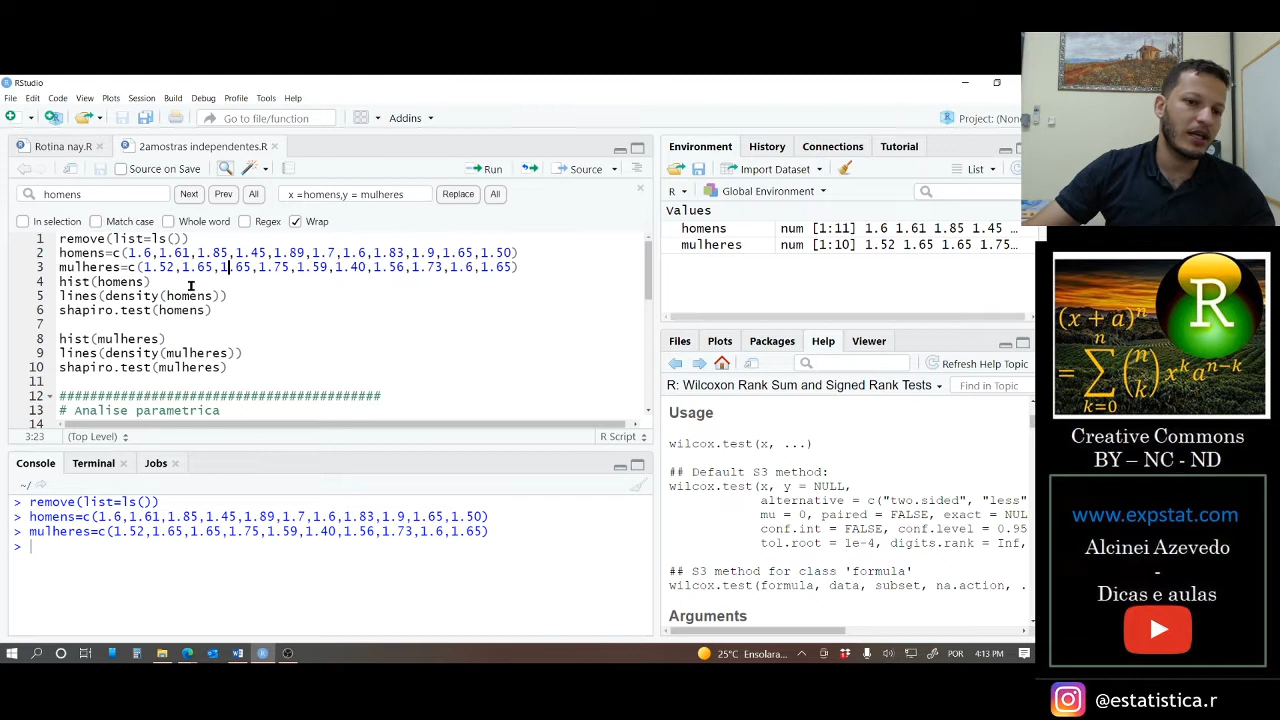 RStudio
File Edit Code View Plots Session Build Debug Profile Tools Help
Go to file/function
Addins
Project: (None
Rotina nay.R
2amostras independentes.R
Source on Save
Run
Source
homens
Next
Prev
All
x =homens,y = mulheres
Replace
All
In selection
Match case
Whole word
Regex
Wrap
1 remove(list=ls())
2 homens=c(1.6,1.61,1.85,1.45,1.89,1.7,1.6,1.83,1.9,1.65,1.50)
3 mulheres=c(1.52,1.65,1.65,1.75,1.59,1.40,1.56,1.73,1.6,1.65)
4 hist(homens)
5 lines(density(homens))
6 shapiro.test(homens)
7
8 hist(mulheres)
9 lines(density(mulheres))
10 shapiro.test(mulheres)
11
12 #########################################
13 # Analise parametrica
14
3:23
(Top Level)
R Script
Console
Terminal
Jobs
~/
> remove(list=ls())
> homens=c(1.6,1.61,1.85,1.45,1.89,1.7,1.6,1.83,1.9,1.65,1.50)
> mulheres=c(1.52,1.65,1.65,1.75,1.59,1.40,1.56,1.73,1.6,1.65)
>
Environment
History
Connections
Tutorial
Import Dataset
List
R
Global Environment
Values
homens num [1:11] 1.6 1.61 1.85 1.45 ...
mulheres num [1:10] 1.52 1.65 1.65 1.75...
Files
Plots
Packages
Help
Viewer
Refresh Help Topic
R: Wilcoxon Rank Sum and Signed Rank Tests
Find in Topic
Usage
wilcox.test(x, ...)
## Default S3 method:
wilcox.test(x, y = NULL,
alternative = c("two.sided", "less"
mu = 0, paired = FALSE, exact = NUL
conf.int = FALSE, conf.level = 0.95
tol.root = 1e-4, digits.rank = Inf,
## S3 method for class 'formula'
wilcox.test(formula, data, subset, na.action, .
Arguments
25°C Ensolara...
POR
4:13 PM
R
(x + a)^n
= ∑_{k=0}^{n} (n k) x^k a^{n-k}
Creative Commons
BY – NC - ND
www.expstat.com
Alcinei Azevedo
-
Dicas e aulas
@estatistica.r